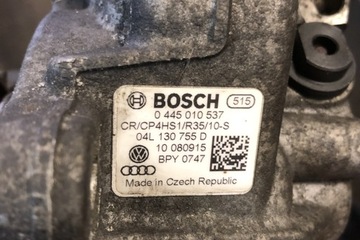 BOSCH 515
0 445 010 537
CR/CP4HS1/R35/10-S
04L 130 755 D
10 080915
BPY 0747
Made in Czech Republic